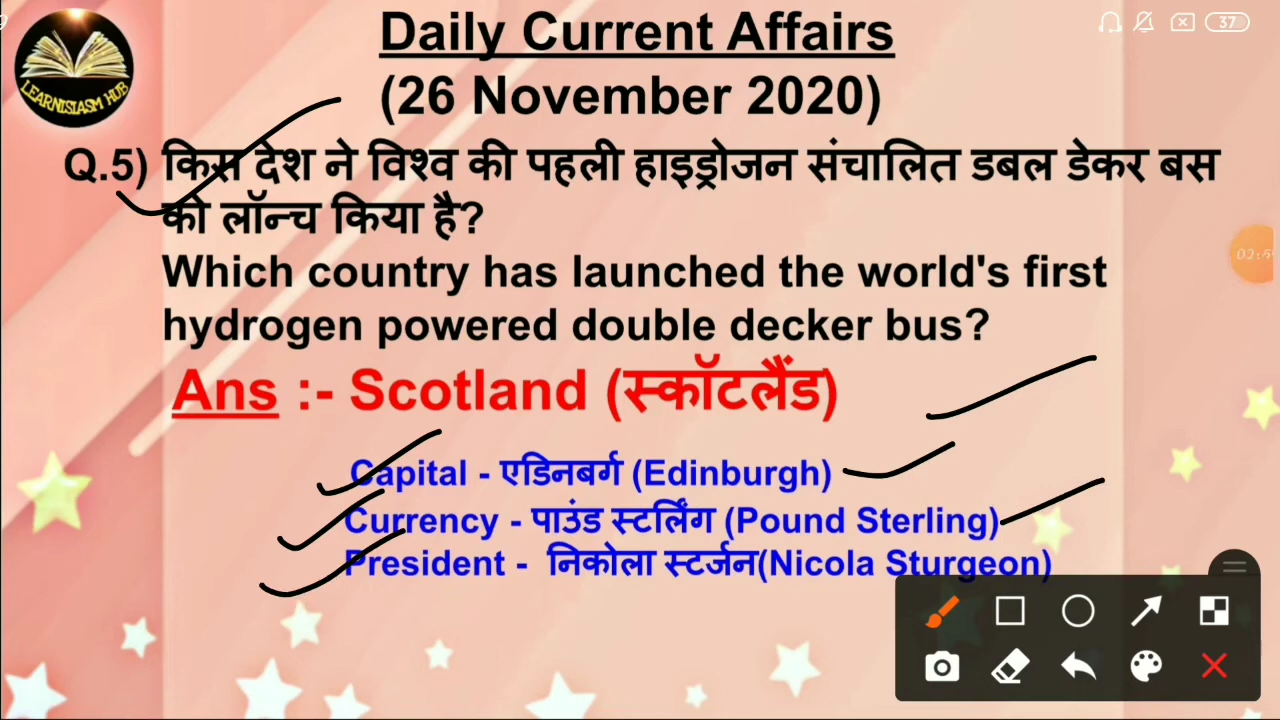 37
LEARNISIASM HUB
Daily Current Affairs
(26 November 2020)
Q.5) किस देश ने विश्व की पहली हाइड्रोजन संचालित डबल डेकर बस
को लॉन्च किया है?
Which country has launched the world's first
hydrogen powered double decker bus?
Ans :- Scotland (स्कॉटलैंड)
Capital - एडिनबर्ग (Edinburgh)
Currency - पाउंड स्टर्लिंग (Pound Sterling)
President - निकोला स्टर्जन(Nicola Sturgeon)